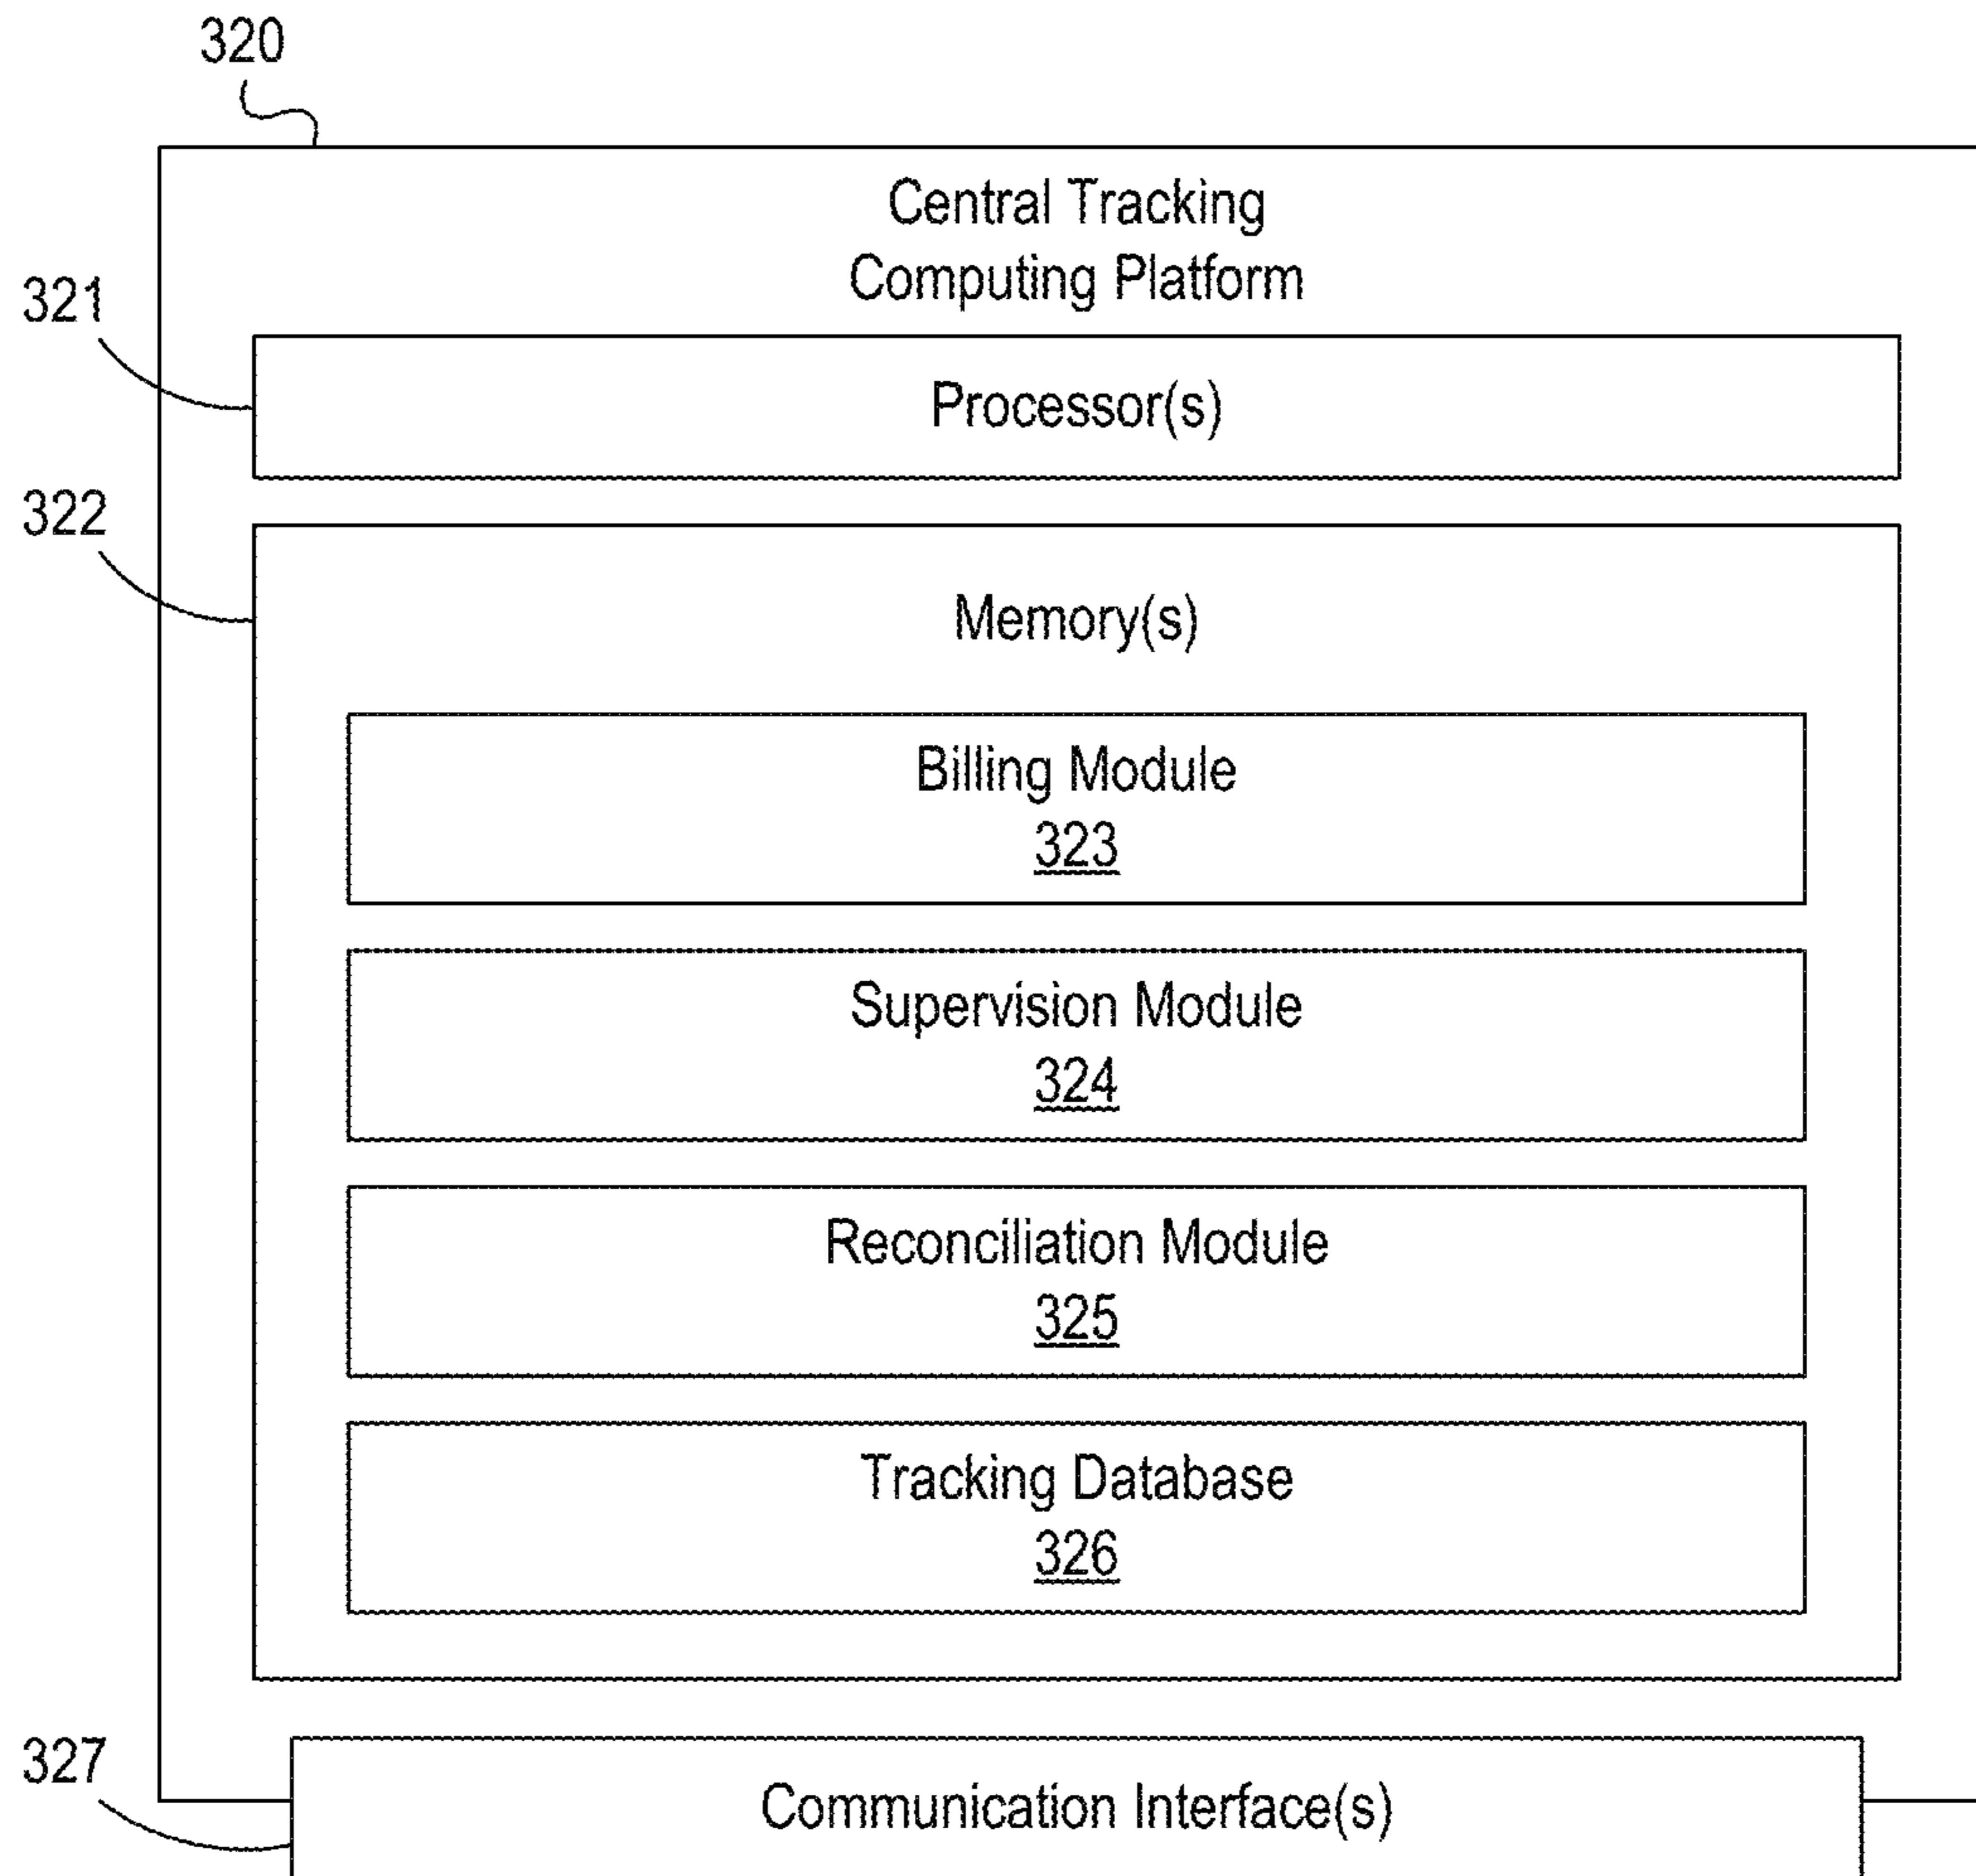 320
Central Tracking
Computing Platform
321
Processor(s)
322
Memory(s)
Billing Module
323
Supervision Module
324
Reconciliation Module
325
Tracking Database
326
327
Communication Interface(s)